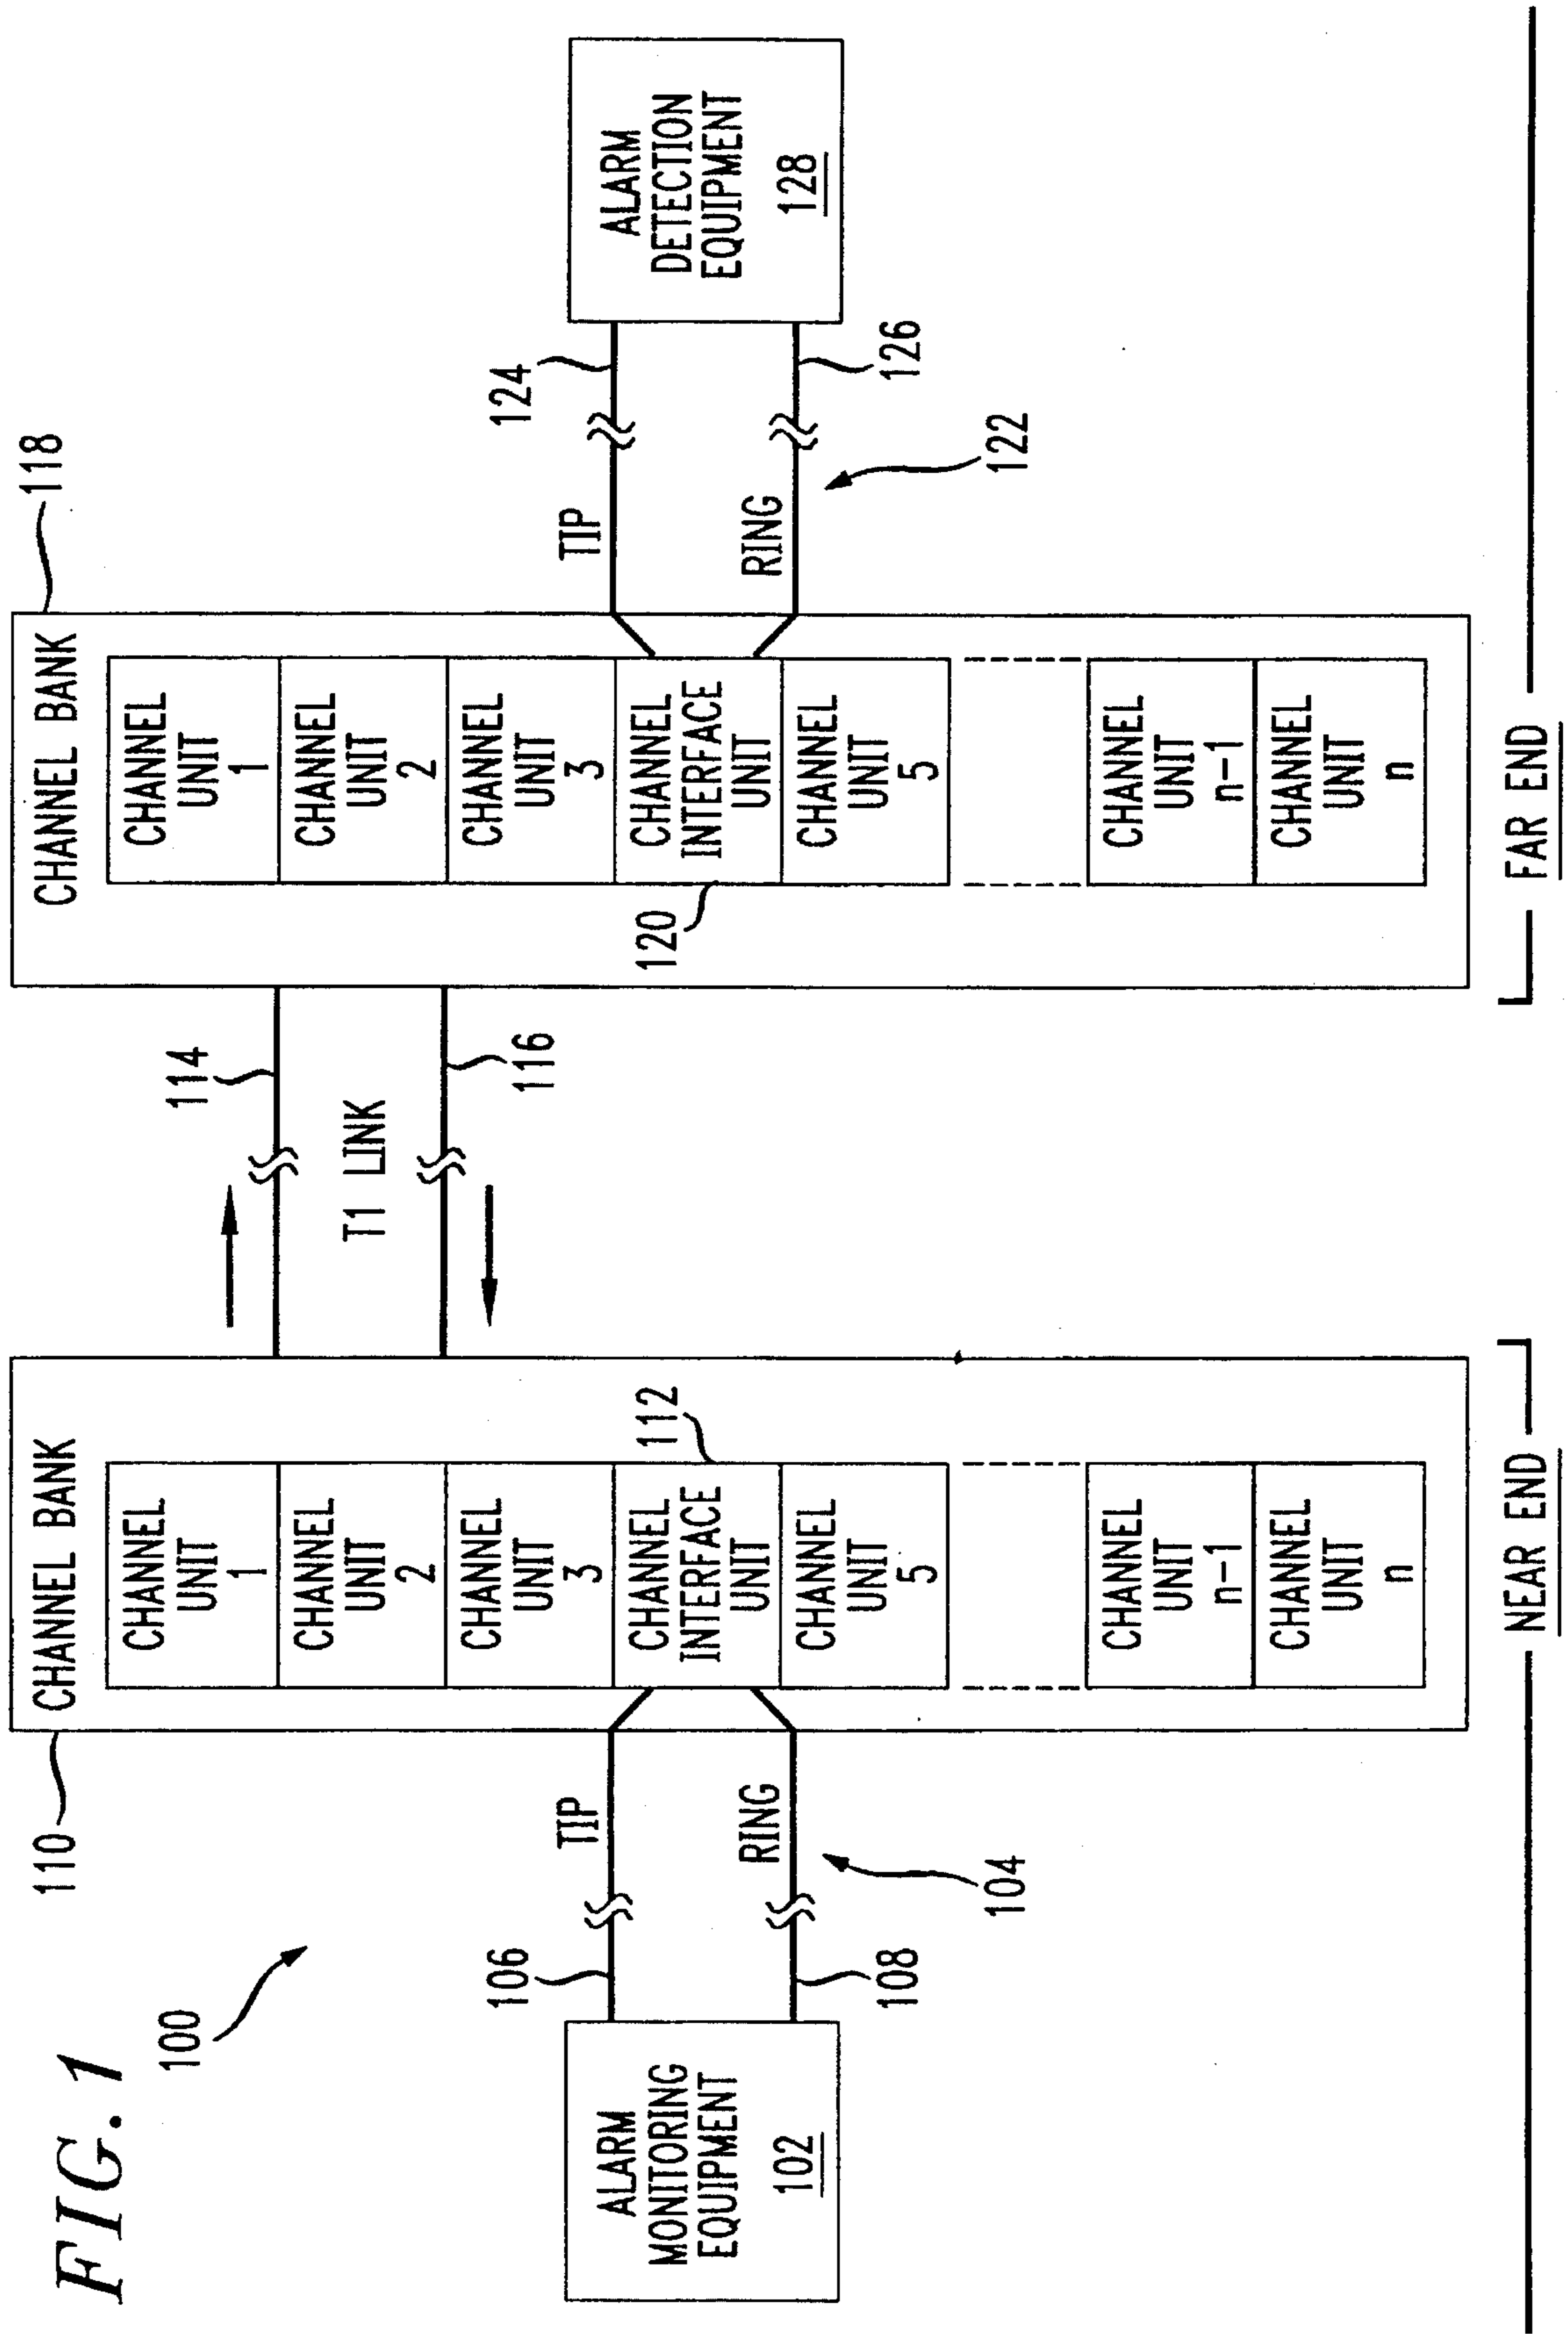 FIG. 1
100
ALARM
MONITORING
EQUIPMENT
102
106
108
TIP
RING
104
110
CHANNEL BANK
CHANNEL
UNIT
1
CHANNEL
UNIT
2
CHANNEL
UNIT
3
CHANNEL
INTERFACE
UNIT
CHANNEL
UNIT
5
CHANNEL
UNIT
n-1
CHANNEL
UNIT
n
112
NEAR END
T1 LINK
114
116
118
CHANNEL BANK
CHANNEL
UNIT
1
CHANNEL
UNIT
2
CHANNEL
UNIT
3
CHANNEL
INTERFACE
UNIT
CHANNEL
UNIT
5
CHANNEL
UNIT
n-1
CHANNEL
UNIT
n
120
FAR END
TIP
RING
122
124
126
ALARM
DETECTION
EQUIPMENT
128